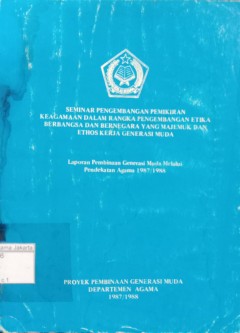 SEMINAR PENGEMBANGAN PEMIKIRAN
KEAGAMAAN DALAM RANGKA PENGEMBANGAN ETIKA
BERBANGSA DAN BERNEGARA YANG MAJEMUK DAN
ETHOS KERJA GENERASI MUDA
Laporan Pembinaan Generasi Muda Melalui
Pendekatan Agama 1987/1988
PROYEK PEMBINAAN GENERASI MUDA
DEPARTEMEN AGAMA
1987/1988